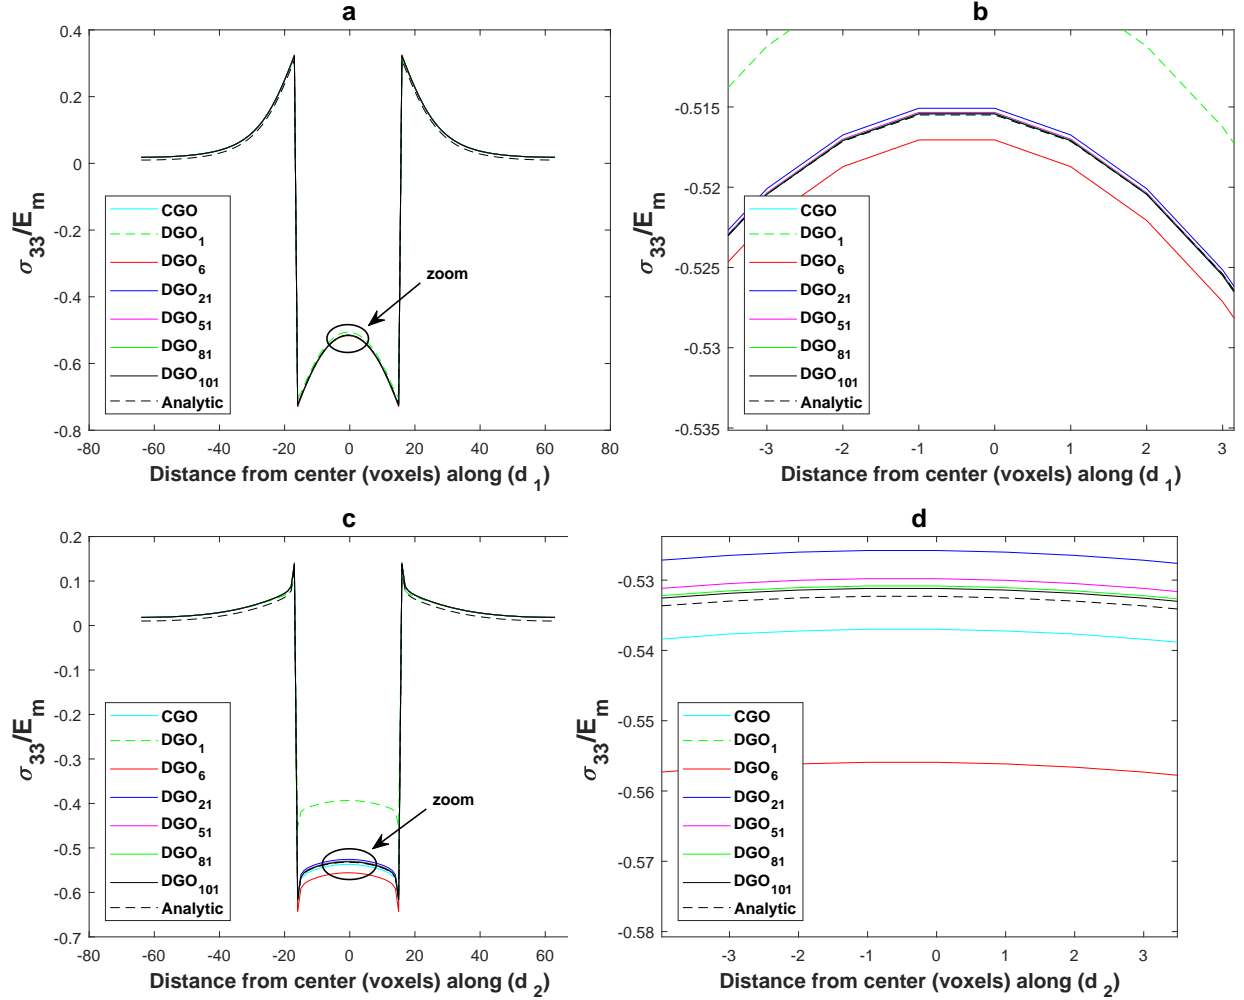 a
0.4
0.2
0
-0.2
-0.4
-0.6
-0.8
-80 -60 -40 -20 0 20 40 60 80
σ33/Em
Distance from center (voxels) along (d 1)
CGO
DGO1
DGO6
DGO21
DGO51
DGO81
DGO101
Analytic
zoom
b
-0.515
-0.52
-0.525
-0.53
-0.535
-3 -2 -1 0 1 2 3
σ33/Em
Distance from center (voxels) along (d 1)
CGO
DGO1
DGO6
DGO21
DGO51
DGO81
DGO101
Analytic
c
0.2
0.1
0
-0.1
-0.2
-0.3
-0.4
-0.5
-0.6
-0.7
-80 -60 -40 -20 0 20 40 60
σ33/Em
Distance from center (voxels) along (d 2)
CGO
DGO1
DGO6
DGO21
DGO51
DGO81
DGO101
Analytic
zoom
d
-0.53
-0.54
-0.55
-0.56
-0.57
-0.58
-3 -2 -1 0 1 2 3
σ33/Em
Distance from center (voxels) along (d 2)
CGO
DGO1
DGO6
DGO21
DGO51
DGO81
DGO101
Analytic